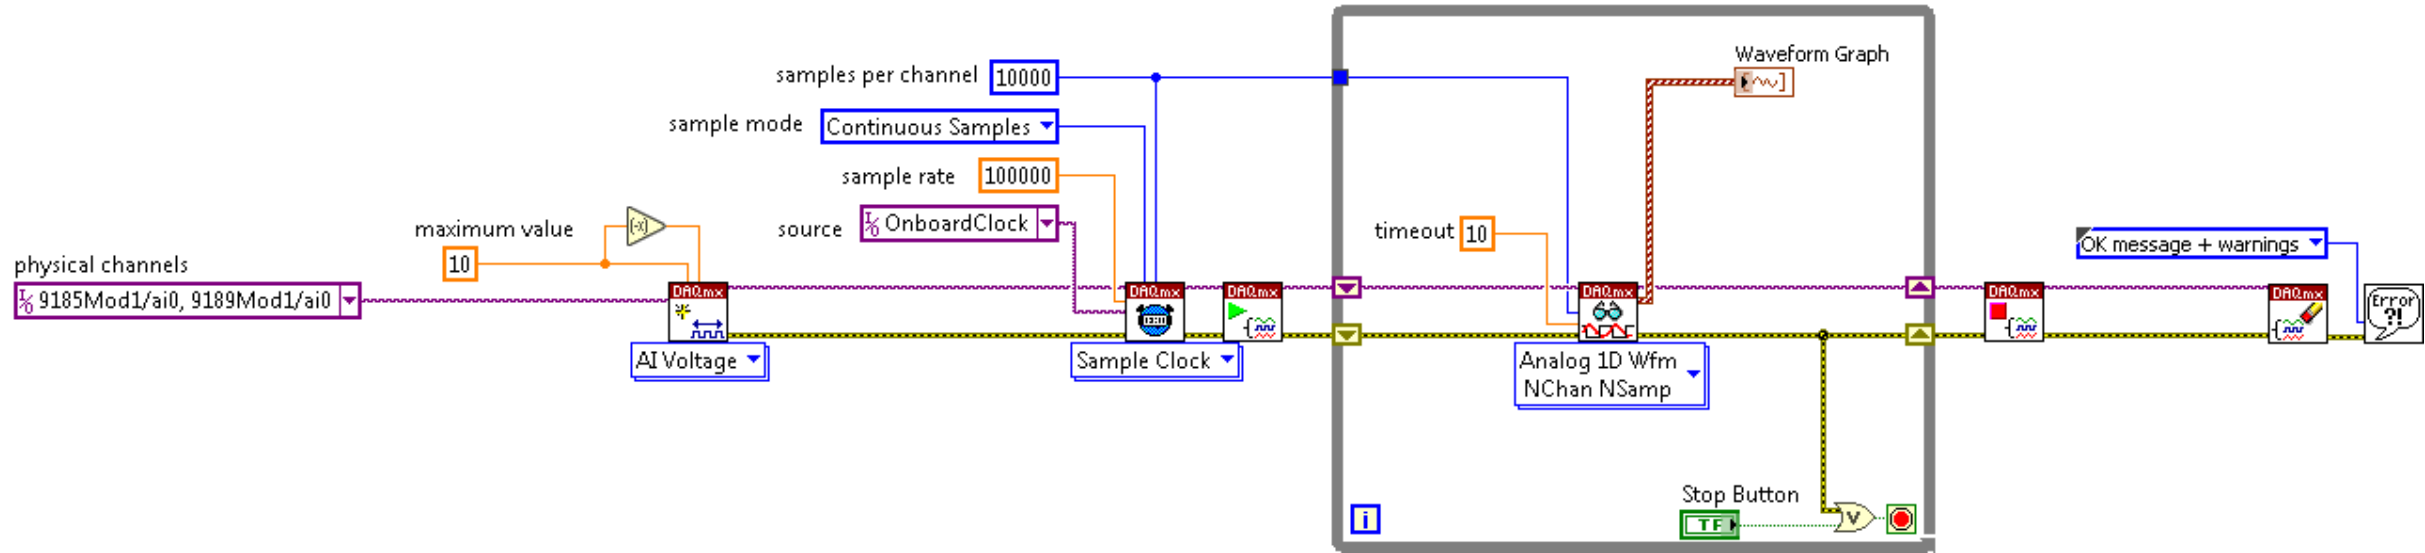 Waveform Graph
samples per channel 10000
sample mode Continuous Samples
sample rate 100000
source OnboardClock
maximum value
10
timeout 10
OK message + warnings
physical channels
I/O 9185Mod1/ai0, 9189Mod1/ai0
DAQmx
DAQmx
DAQmx
DAQmx
DAQmx
DAQmx
Error
?!
AI Voltage
Sample Clock
Analog 1D Wfm
NChan NSamp
Stop Button
i
TF
V